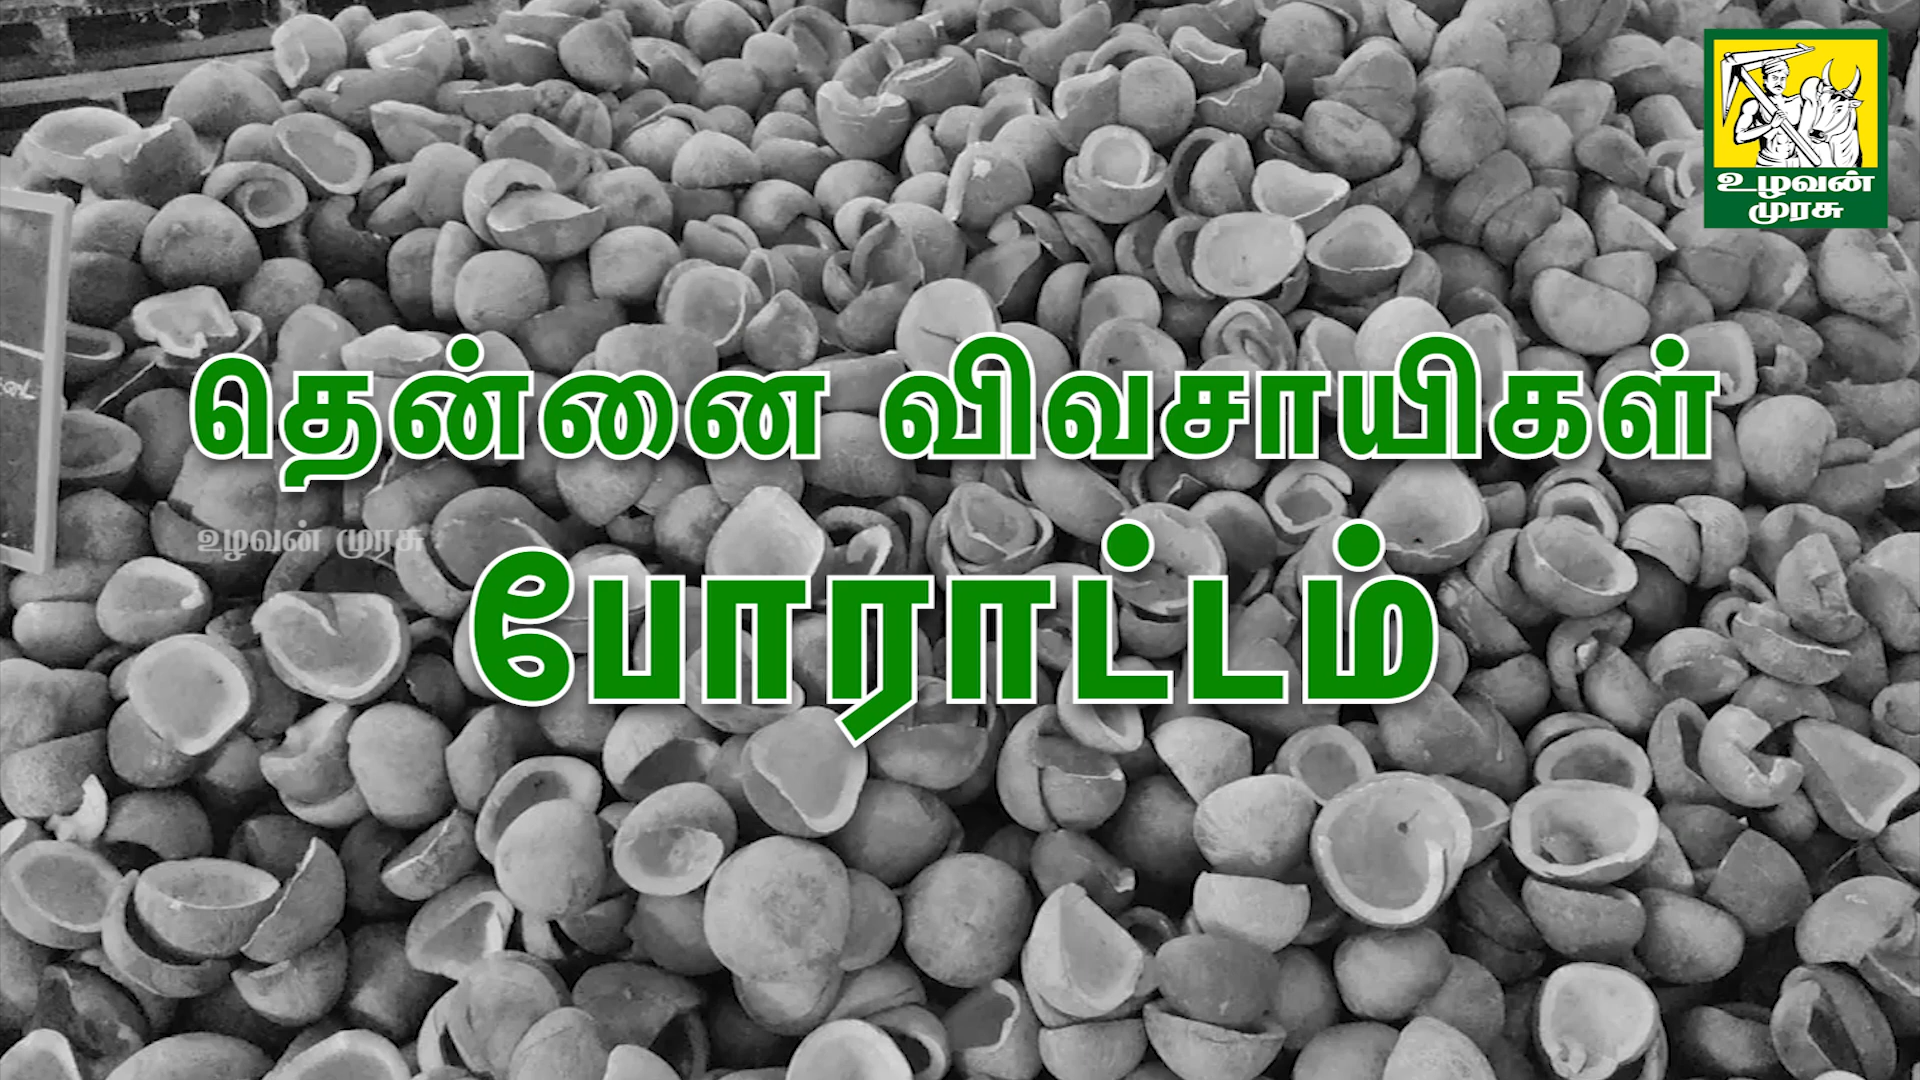 உழவன்
முரசு
தென்னை விவசாயிகள்
உழவன் முரசு
போராட்டம்